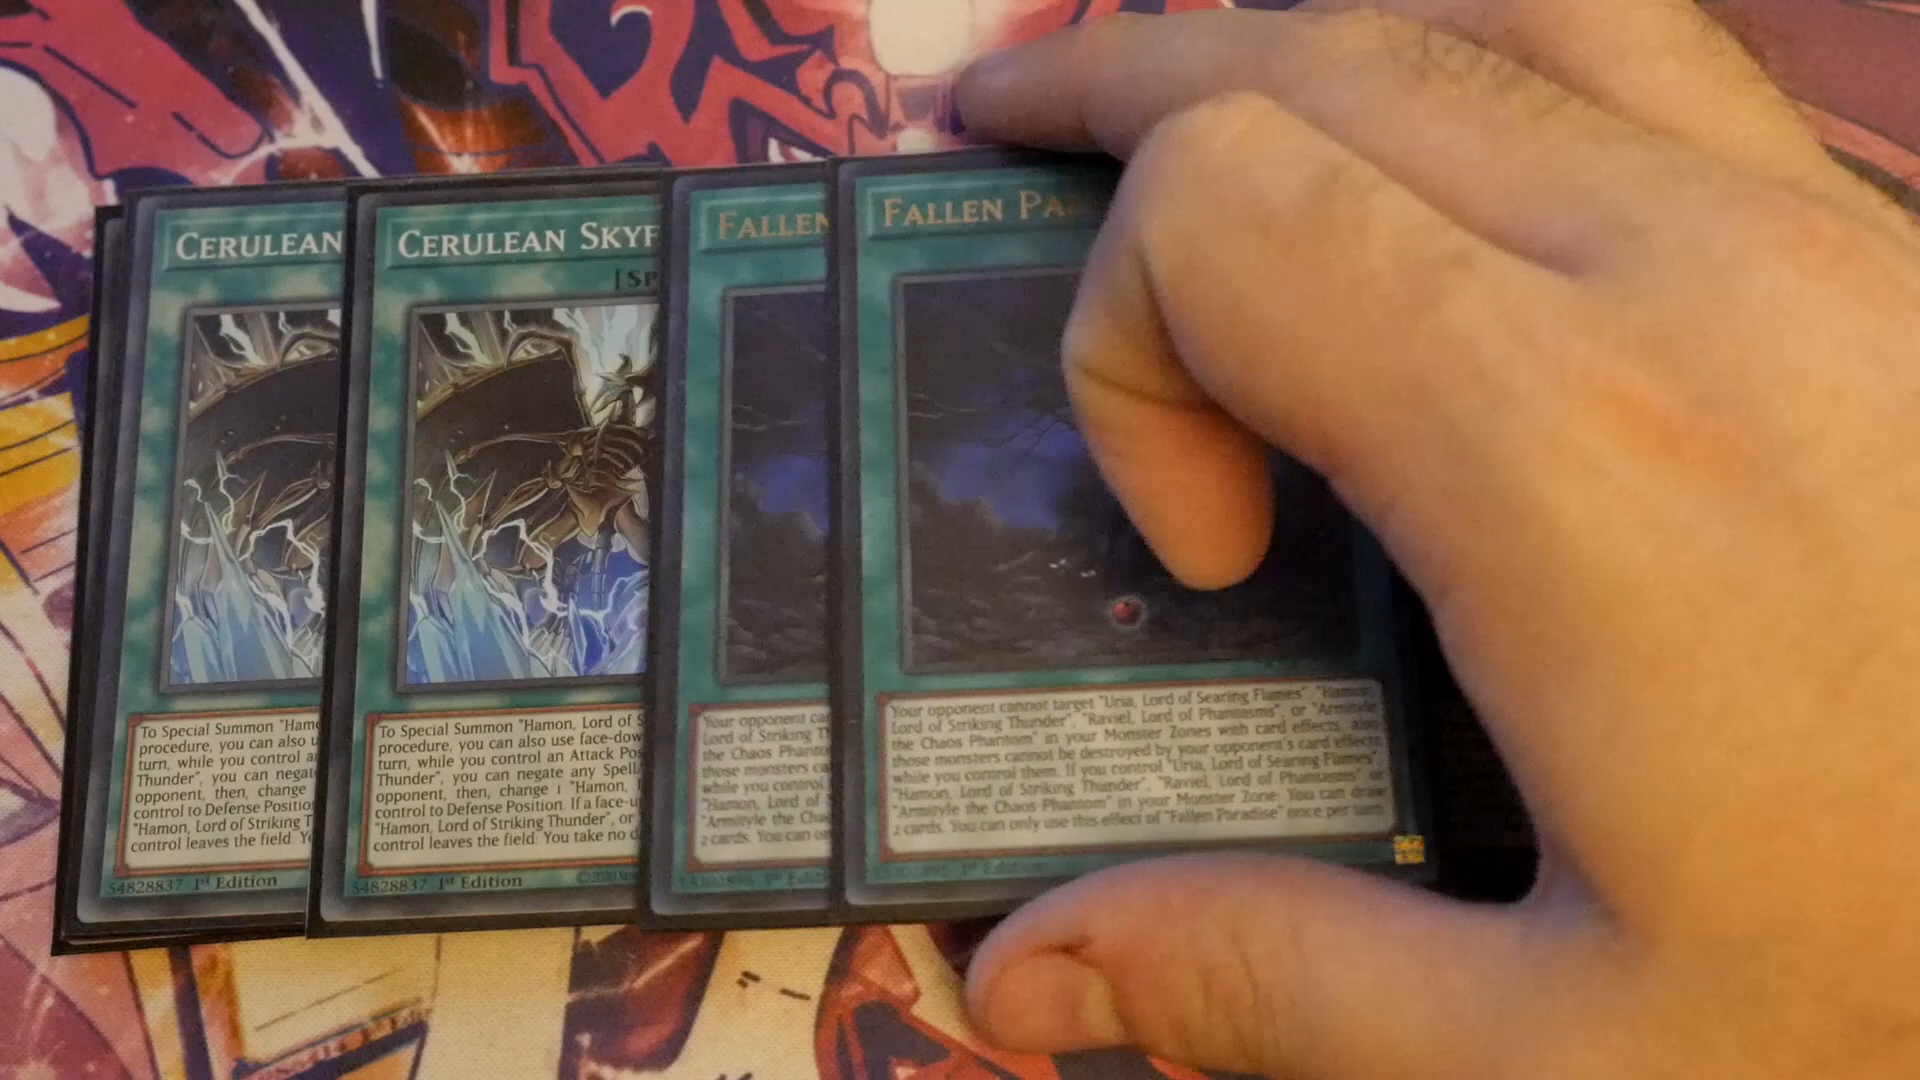 CERULEAN
To Special Summon "Hame
procedure, you can also u
turn, while you control a
Thunder", you can negat
opponent, then, change
control to Defense Positio
"Hamon, Lord of Striking T
control leaves the field: Y
54828837 1st Edition
CERULEAN SKYF
[SP
To Special Summon "Hamon, Lord of S
procedure, you can also use face-dow
turn, while you control an Attack Pos
Thunder", you can negate any Spell/
opponent, then, change 1 "Hamon, L
control to Defense Position. If a face-u
"Hamon, Lord of Striking Thunder", or
control leaves the field: You take no d
54828837 1st Edition
©2020
FALLEN
Your opponent ca
Lord of Striking T
the Chaos Phanto
those monsters ca
while you control
"Hamon, Lord of
"Armityle the Cha
2 cards. You can on
FALLEN PA
Your opponent cannot target "Uria, Lord of Searing Flames", "Hamon,
Lord of Striking Thunder", "Raviel, Lord of Phantasms", or "Armityle
the Chaos Phantom" in your Monster Zones with card effects, also
those monsters cannot be destroyed by your opponent's card effects
while you control them. If you control "Uria, Lord of Searing Flames",
"Hamon, Lord of Striking Thunder", "Raviel, Lord of Phantasms" or
"Armityle the Chaos Phantom" in your Monster Zone: You can draw
2 cards. You can only use this effect of "Fallen Paradise" once per turn.
1st Editi